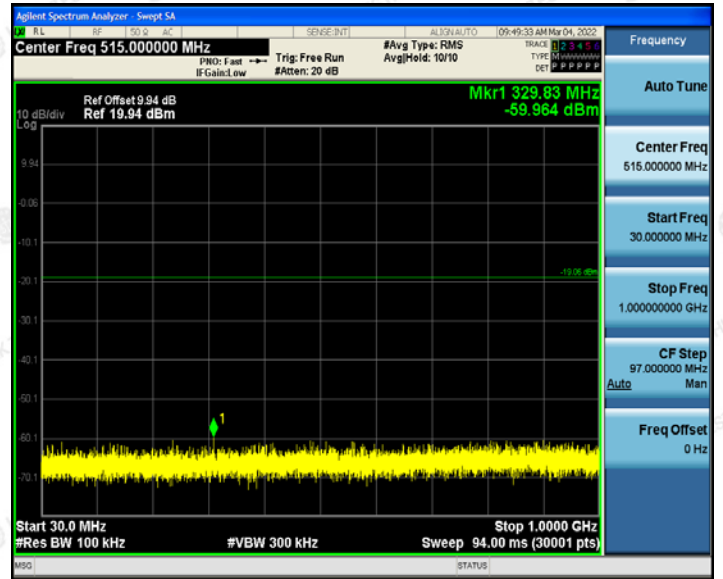 Agilent Spectrum Analyzer - Swept SA
RL RF 50 Ω AC SENSE:INT ALIGNAUTO 09:49:33 AM Mar 04, 2022
Center Freq 515.000000 MHz
PNO: Fast
IFGain:Low
Trig: Free Run
#Atten: 20 dB
#Avg Type: RMS
Avg|Hold: 10/10
TRACE 1 2 3 4 5 6
TYPE M
DET P P P P P P
Frequency
Auto Tune
Ref Offset 9.94 dB
10 dB/div Ref 19.94 dBm
Log
Mkr1 329.83 MHz
-59.964 dBm
9.94
-0.06
-10.1
-20.1
-30.1
-40.1
-50.1
-60.1
-70.1
-19.06 dBm
1
Center Freq
515.000000 MHz
Start Freq
30.000000 MHz
Stop Freq
1.000000000 GHz
CF Step
97.000000 MHz
Auto Man
Freq Offset
0 Hz
Start 30.0 MHz Stop 1.0000 GHz
#Res BW 100 kHz #VBW 300 kHz Sweep 94.00 ms (30001 pts)
MSG STATUS